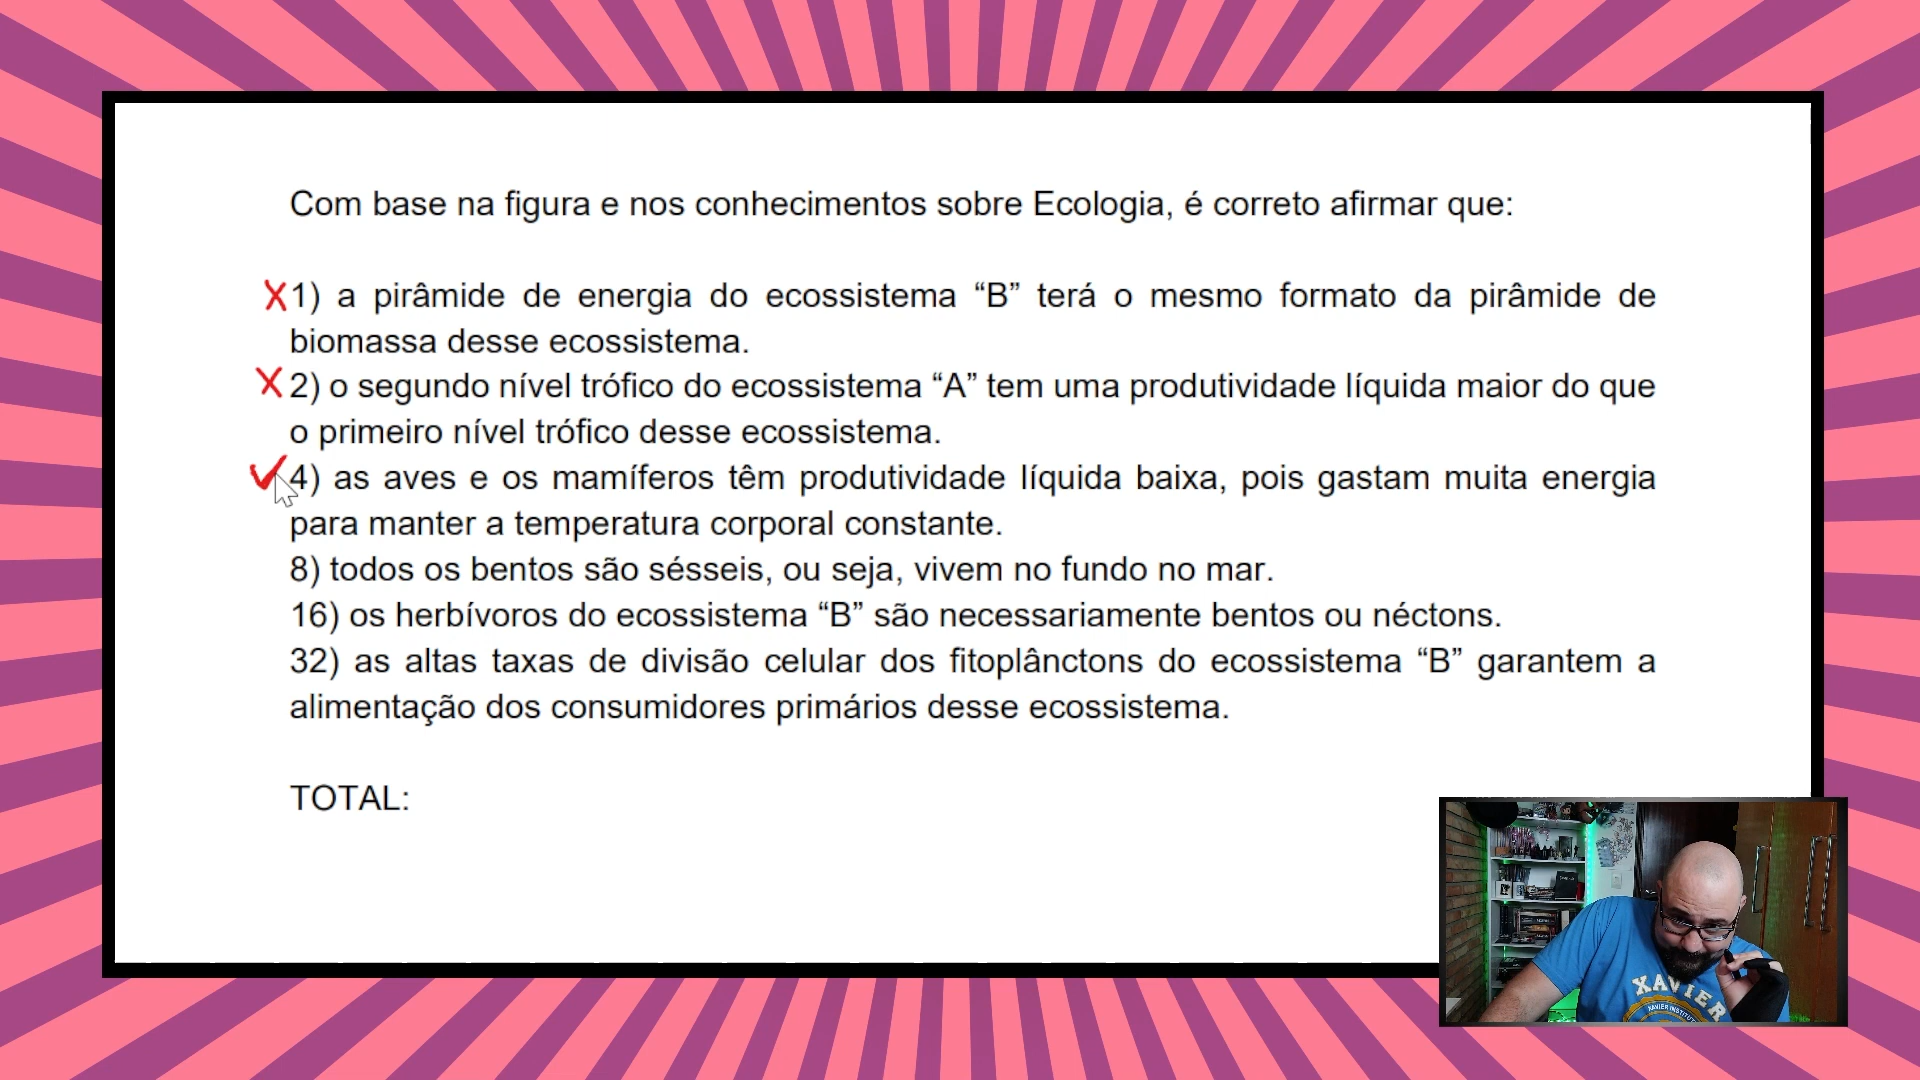 Com base na figura e nos conhecimentos sobre Ecologia, é correto afirmar que:
1) a pirâmide de energia do ecossistema “B” terá o mesmo formato da pirâmide de
biomassa desse ecossistema.
2) o segundo nível trófico do ecossistema “A” tem uma produtividade líquida maior do que
o primeiro nível trófico desse ecossistema.
4) as aves e os mamíferos têm produtividade líquida baixa, pois gastam muita energia
para manter a temperatura corporal constante.
8) todos os bentos são sésseis, ou seja, vivem no fundo no mar.
16) os herbívoros do ecossistema “B” são necessariamente bentos ou néctons.
32) as altas taxas de divisão celular dos fitoplânctons do ecossistema “B” garantem a
alimentação dos consumidores primários desse ecossistema.
TOTAL:
XAVIER
XAVIER INSTITUT